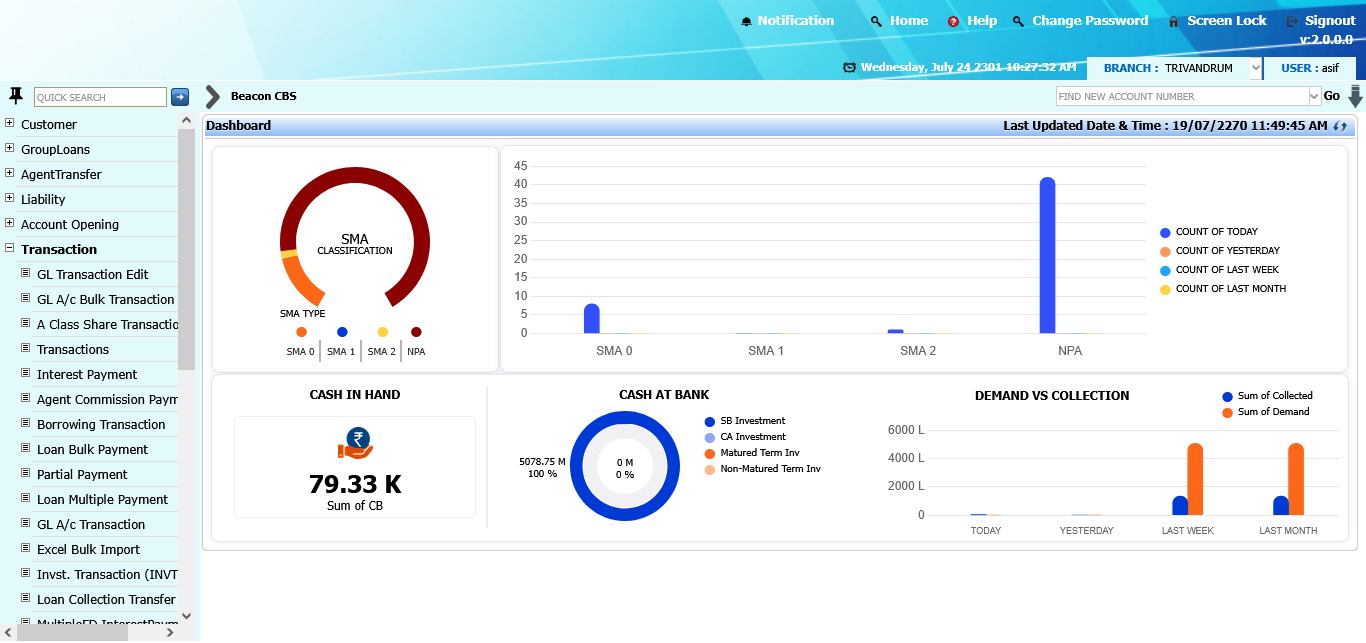 Notification Home Help Change Password Screen Lock Signout
v:2.0.0.0
Wednesday, July 24 2301 10:27:32 AM BRANCH : TRIVANDRUM USER : asif
QUICK SEARCH
Beacon CBS
FIND NEW ACCOUNT NUMBER Go
Customer
GroupLoans
AgentTransfer
Liability
Account Opening
Transaction
GL Transaction Edit
GL A/c Bulk Transaction
A Class Share Transactio
Transactions
Interest Payment
Agent Commission Paym
Borrowing Transaction
Loan Bulk Payment
Partial Payment
Loan Multiple Payment
GL A/c Transaction
Excel Bulk Import
Invst. Transaction (INVT
Loan Collection Transfer
MultipleFD InterestPaym
Dashboard
Last Updated Date & Time : 19/07/2270 11:49:45 AM
SMA
CLASSIFICATION
SMA TYPE
SMA 0 SMA 1 SMA 2 NPA
45
40
35
30
25
20
15
10
5
0
SMA 0 SMA 1 SMA 2 NPA
COUNT OF TODAY
COUNT OF YESTERDAY
COUNT OF LAST WEEK
COUNT OF LAST MONTH
CASH IN HAND
₹
79.33 K
Sum of CB
CASH AT BANK
5078.75 M
100 %
0 M
0 %
SB Investment
CA Investment
Matured Term Inv
Non-Matured Term Inv
DEMAND VS COLLECTION
Sum of Collected
Sum of Demand
6000 L
4000 L
2000 L
0
TODAY YESTERDAY LAST WEEK LAST MONTH